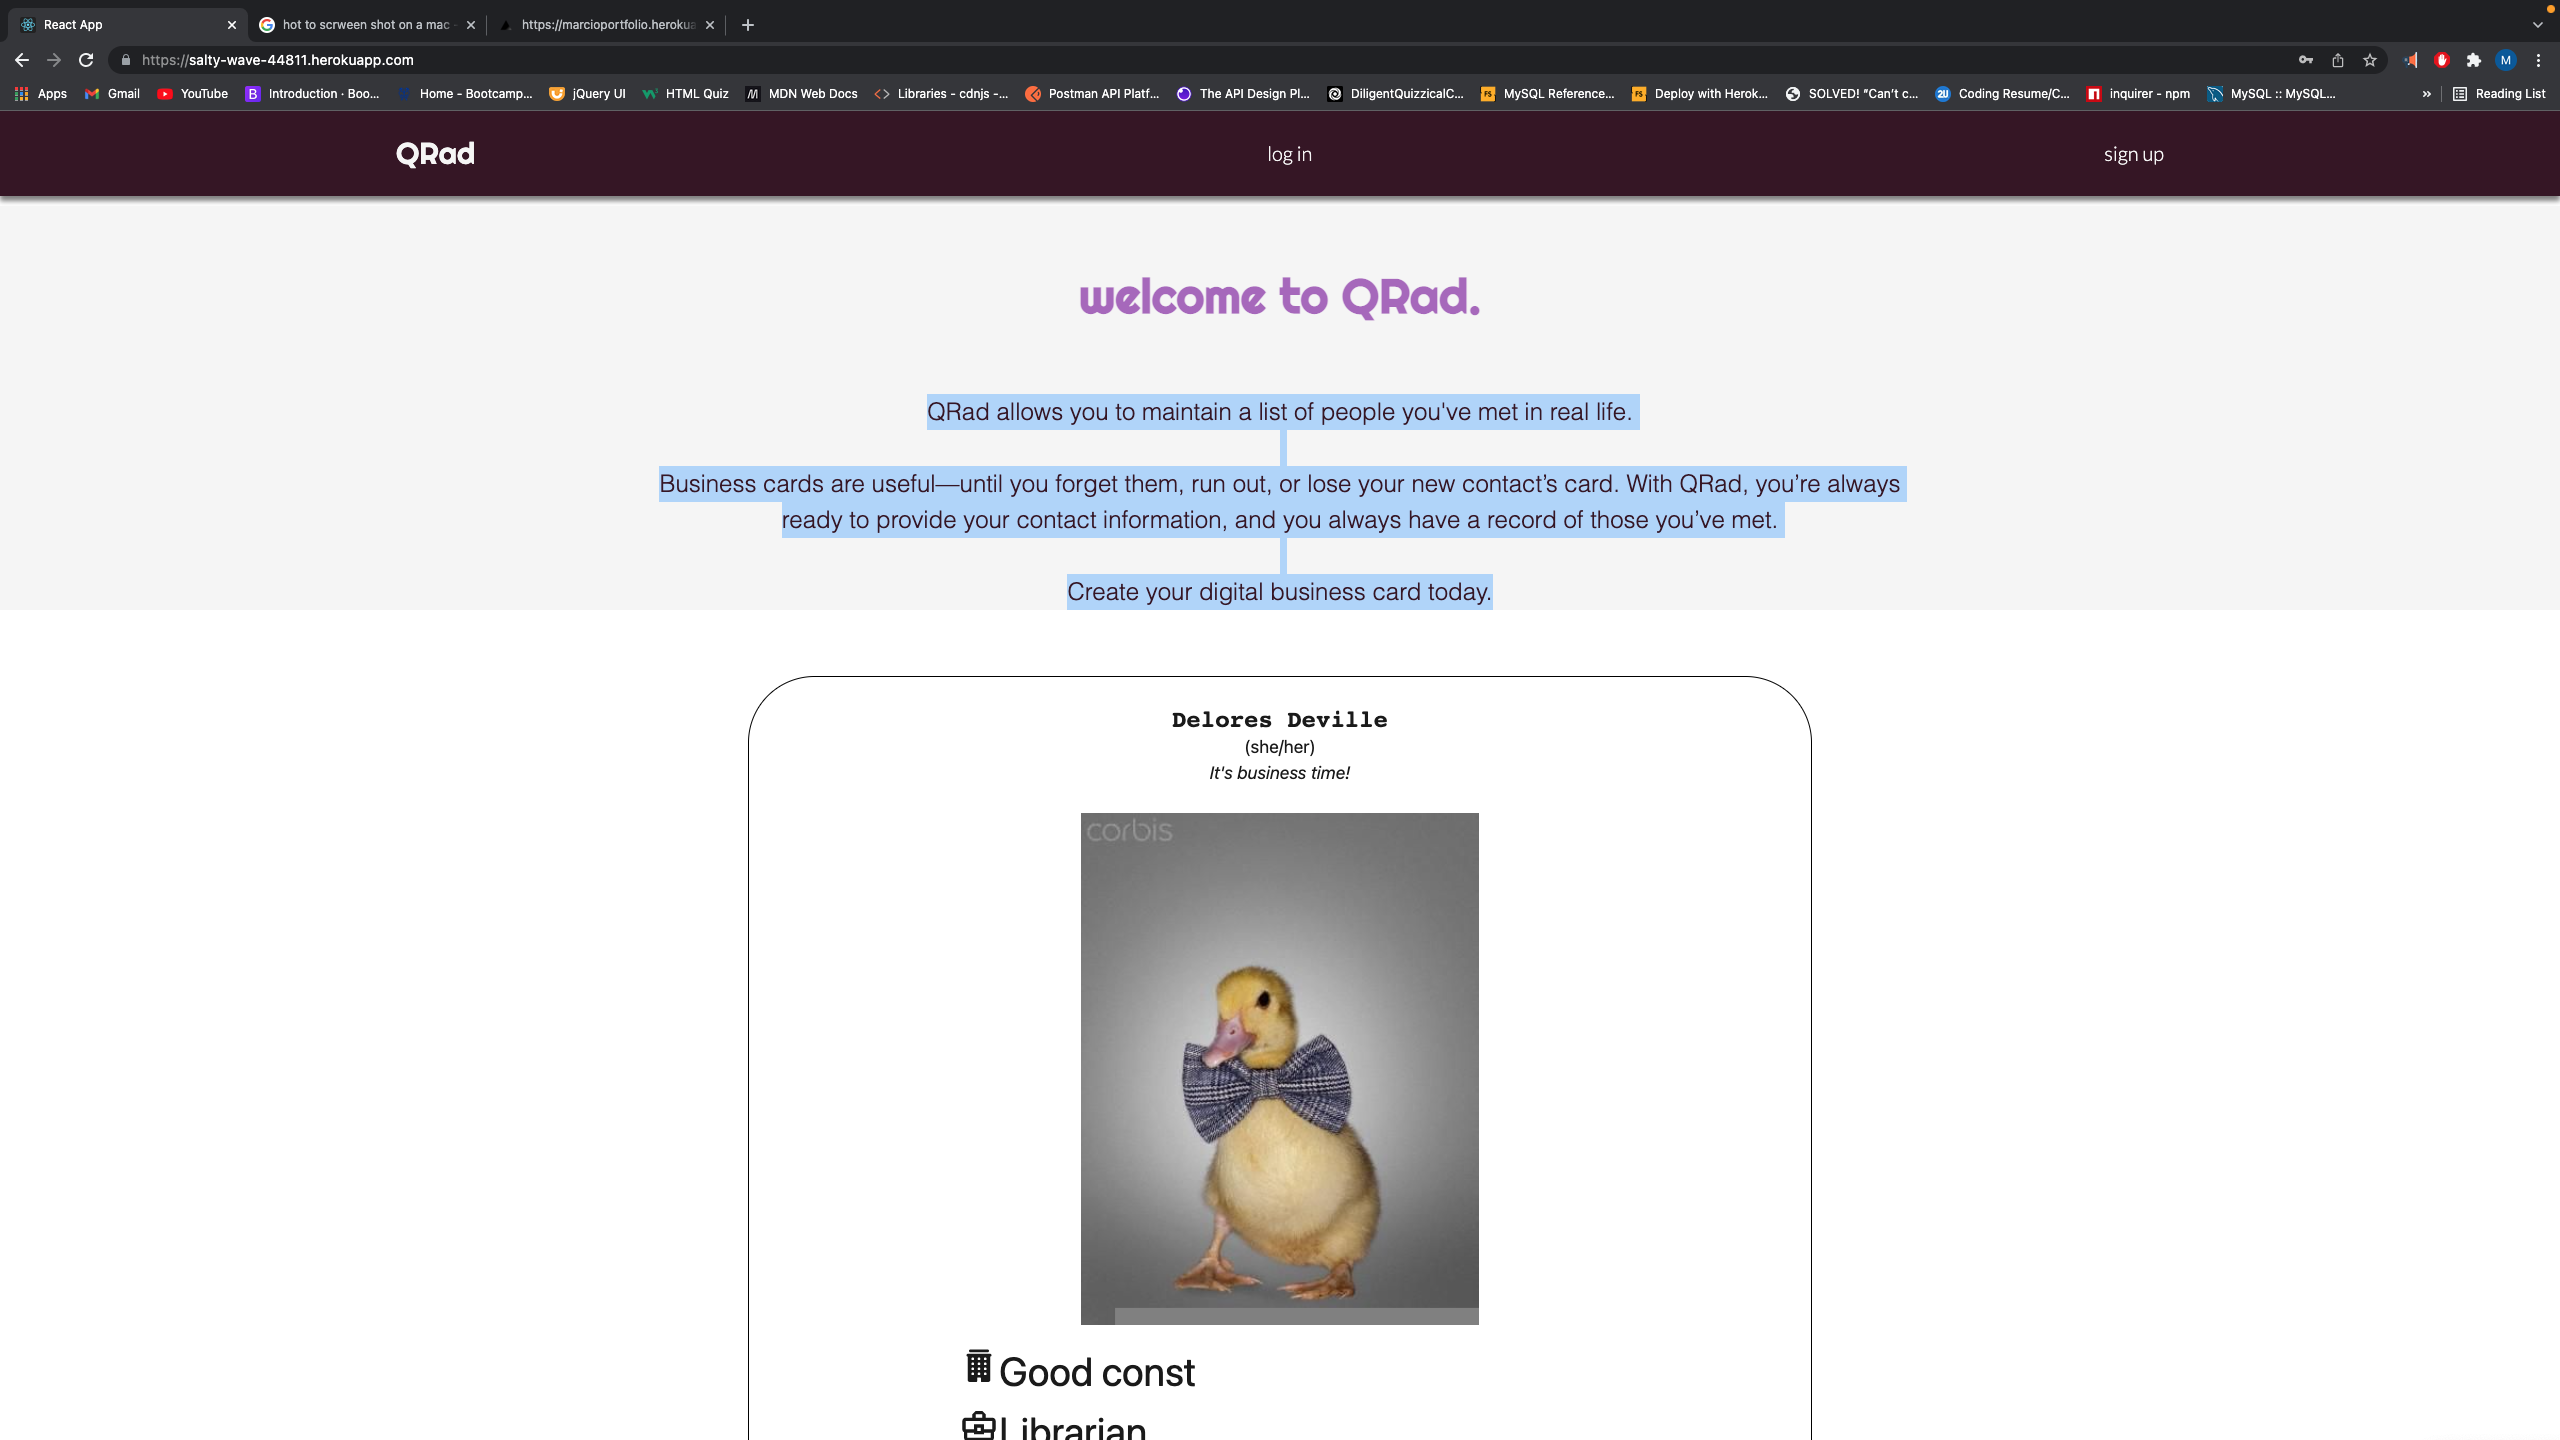 React App
hot to scrween shot on a mac -
https://marcioportfolio.herokua
https://salty-wave-44811.herokuapp.com
M
Apps
Gmail
YouTube
B Introduction · Boo...
Home - Bootcamp...
jQuery UI
HTML Quiz
MDN Web Docs
Libraries - cdnjs -...
Postman API Platf...
The API Design Pl...
DiligentQuizzicalC...
FS MySQL Reference...
FS Deploy with Herok...
SOLVED! "Can't c...
2U Coding Resume/C...
inquirer - npm
MySQL :: MySQL...
»
Reading List
QRad
log in
sign up
welcome to QRad.
QRad allows you to maintain a list of people you've met in real life.
Business cards are useful—until you forget them, run out, or lose your new contact’s card. With QRad, you’re always
ready to provide your contact information, and you always have a record of those you’ve met.
Create your digital business card today.
Delores Deville
(she/her)
It's business time!
corbis
Good const
Librarian